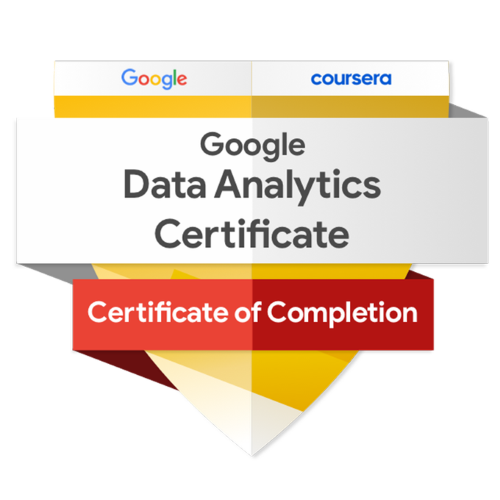 Google coursera
Google
Data Analytics
Certificate
Certificate of Completion